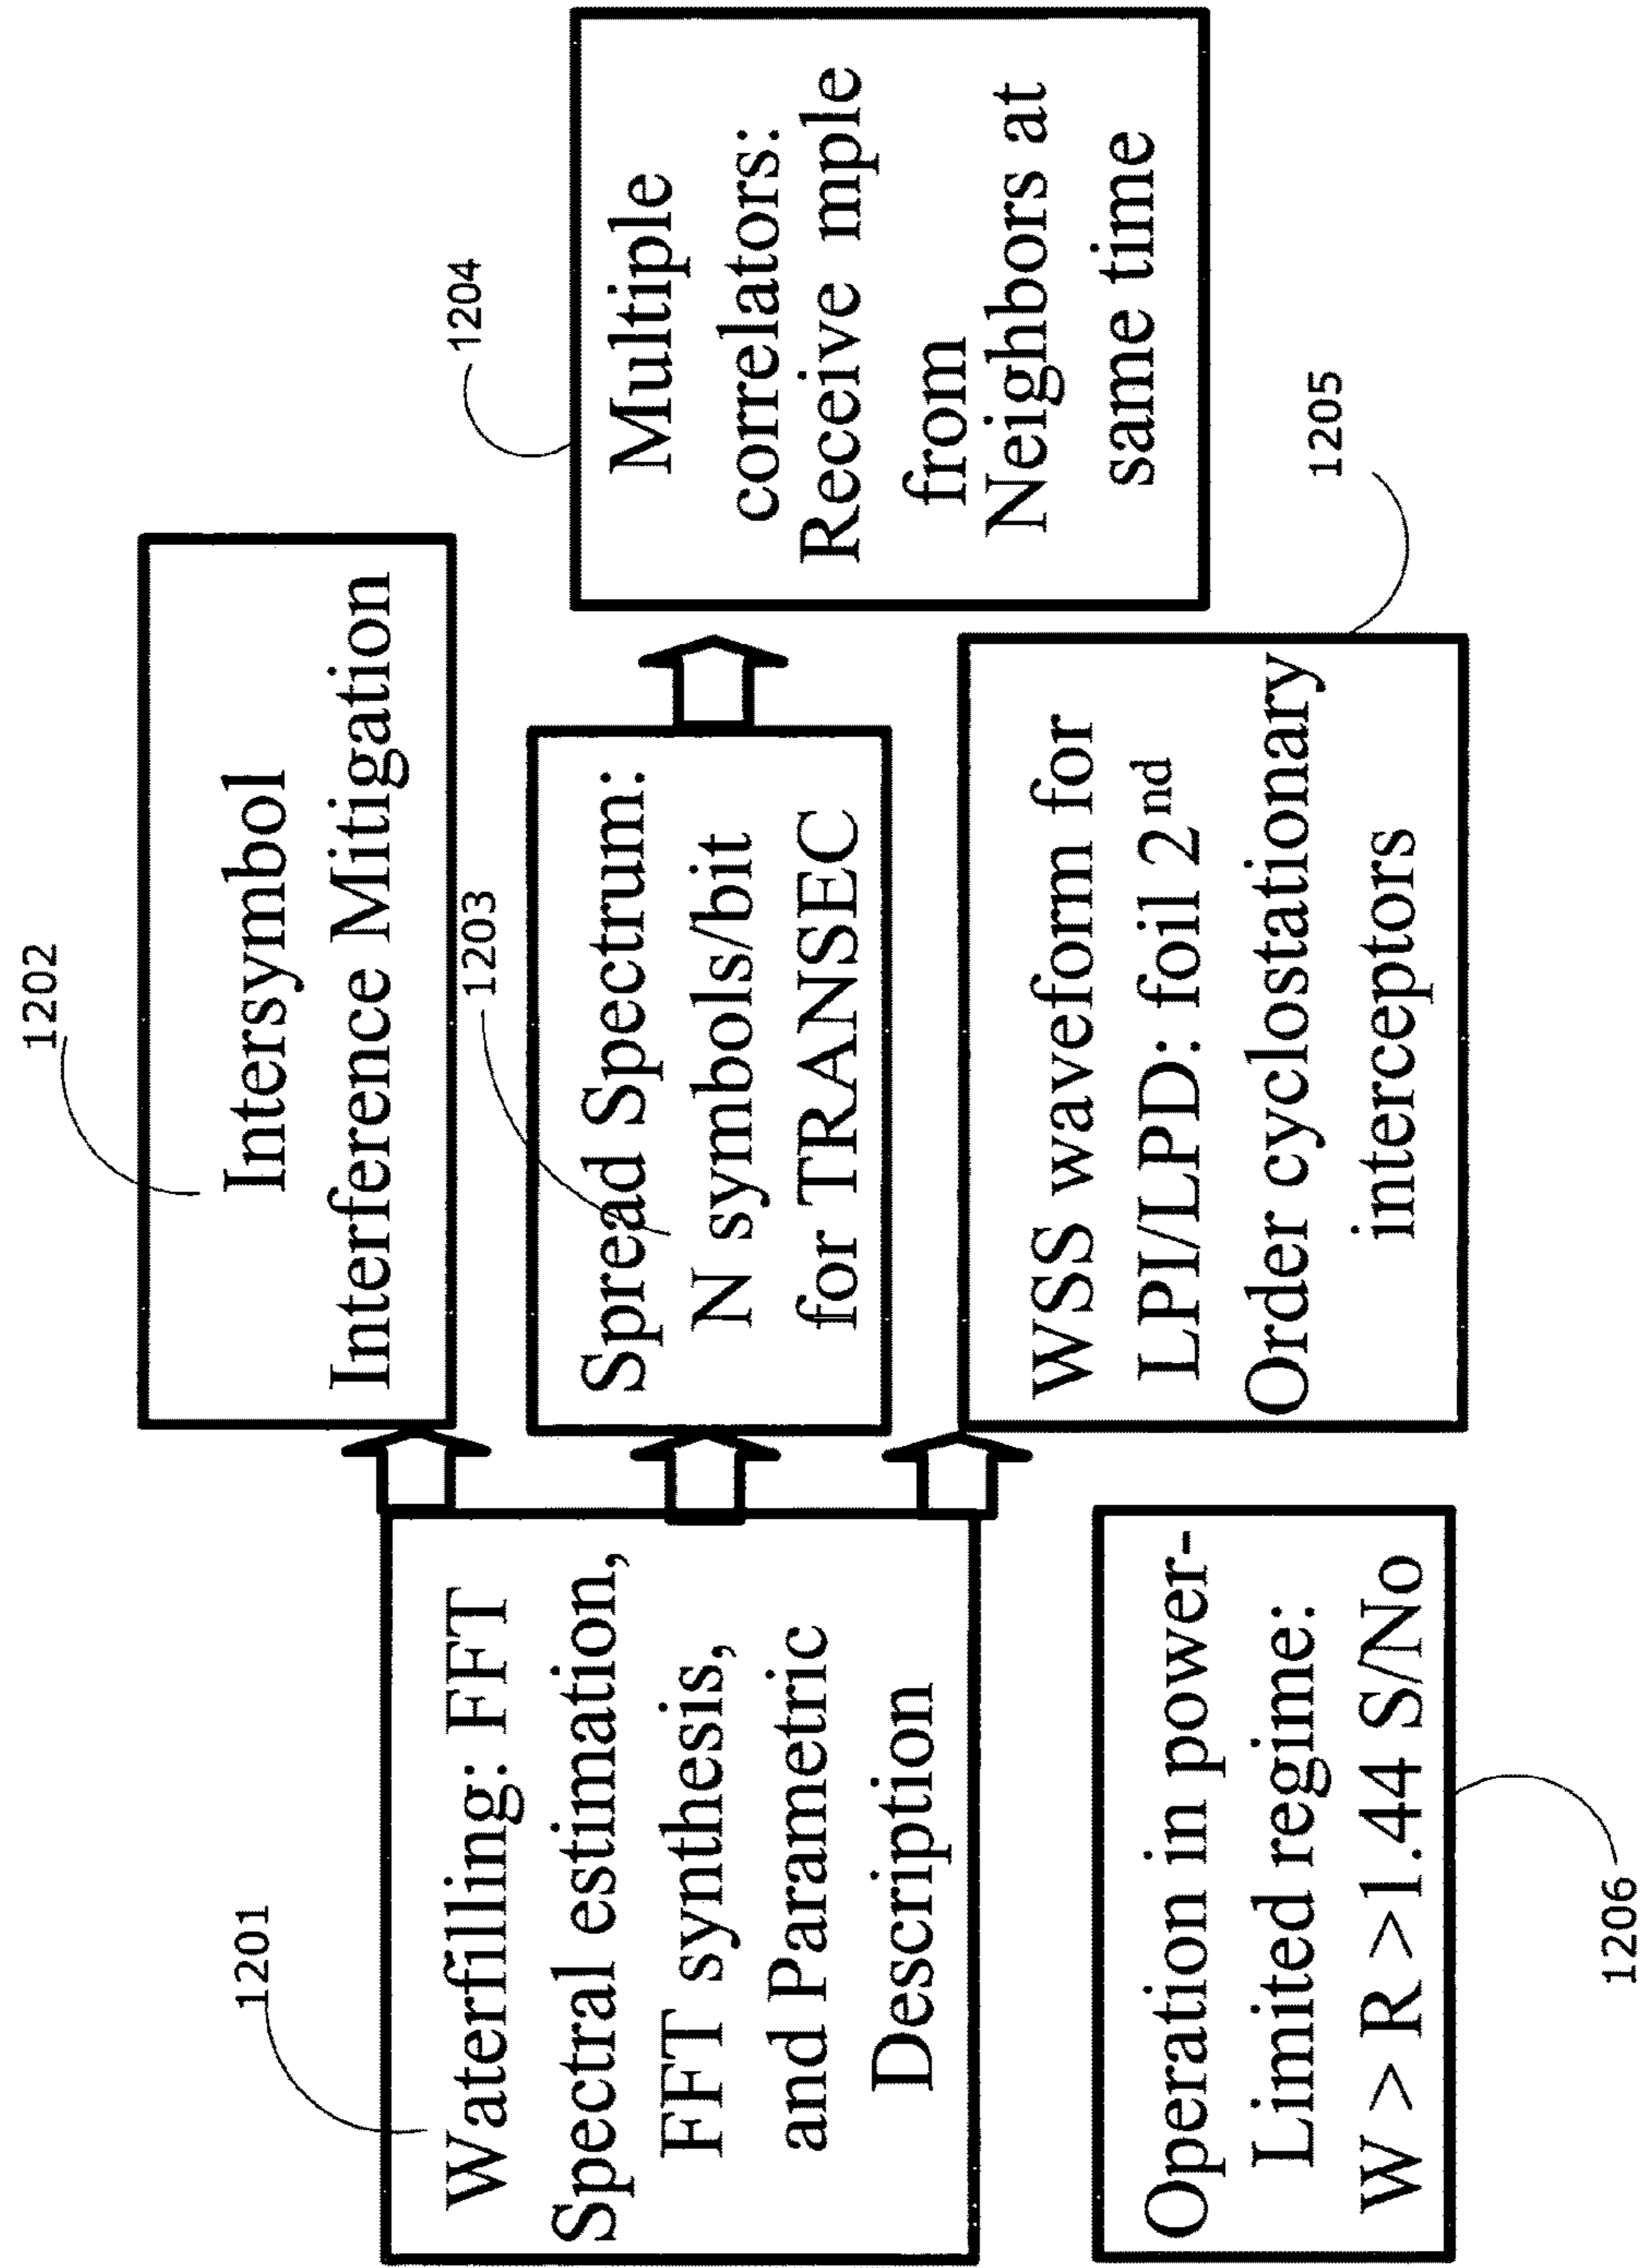 1201
Waterfilling: FFT
Spectral estimation,
FFT synthesis,
and Parametric
Description
1202
Intersymbol
Interference Mitigation
1203
Spread Spectrum:
N symbols/bit
for TRANSEC
1204
Multiple
correlators:
Receive mple
from
Neighbors at
same time
1205
WSS waveform for
LPI/LPD: foil 2nd
Order cyclostationary
interceptors
Operation in power-
Limited regime:
W > R >1.44 S/No
1206